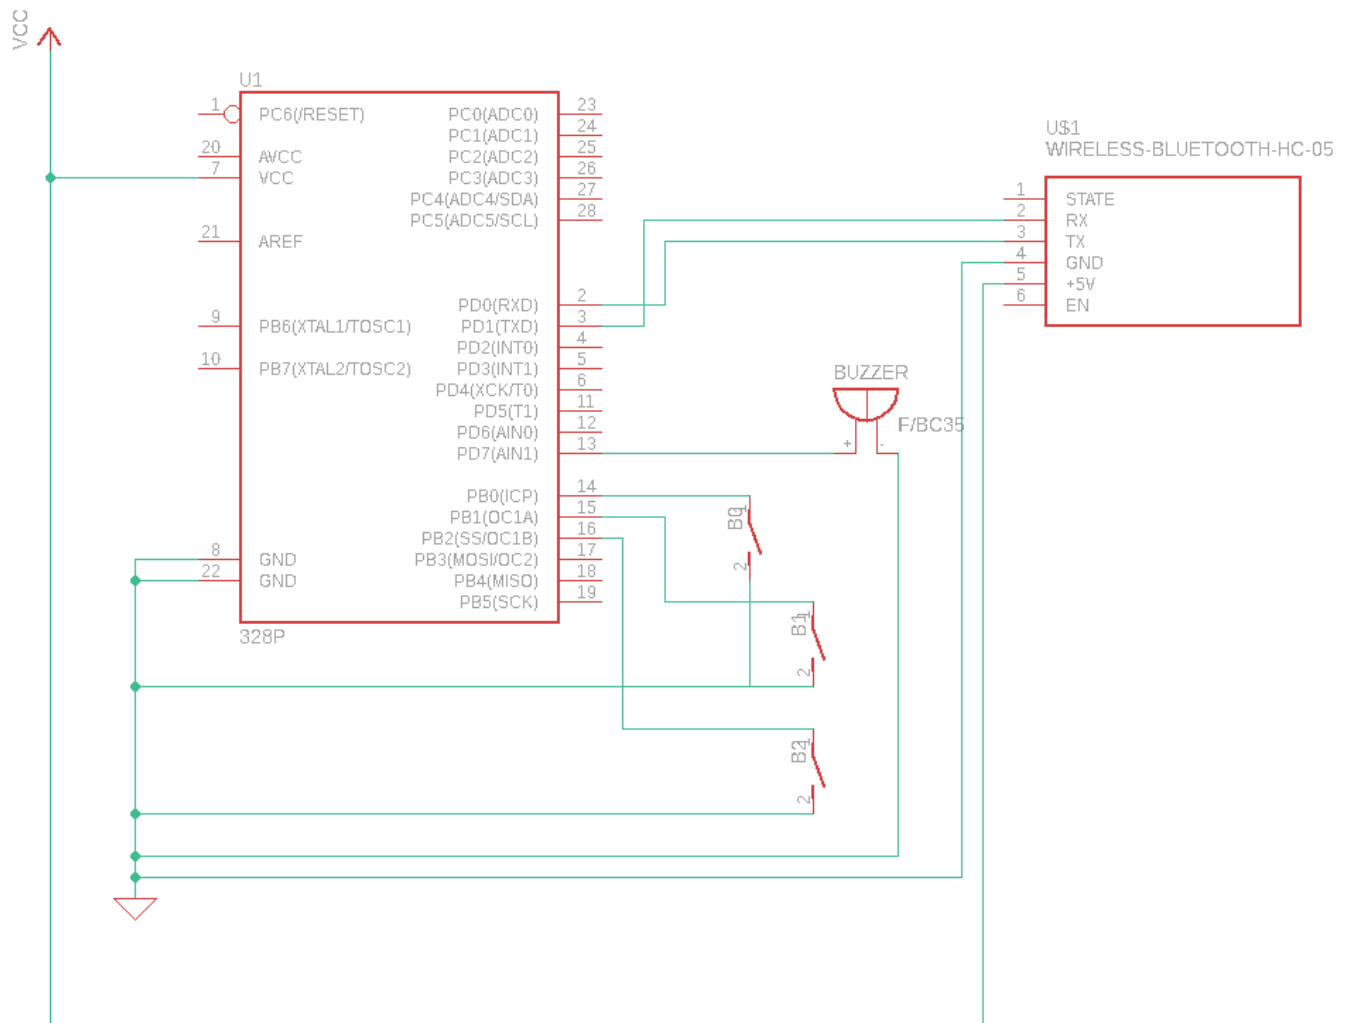 VCC
U1
1 PC6(/RESET) PC0(ADC0) 23
PC1(ADC1) 24
20 AVCC PC2(ADC2) 25
7 VCC PC3(ADC3) 26
PC4(ADC4/SDA) 27
PC5(ADC5/SCL) 28
21 AREF
PD0(RXD) 2
9 PB6(XTAL1/TOSC1) PD1(TXD) 3
PD2(INT0) 4
10 PB7(XTAL2/TOSC2) PD3(INT1) 5
PD4(XCK/T0) 6
PD5(T1) 11
PD6(AIN0) 12
PD7(AIN1) 13
PB0(ICP) 14
PB1(OC1A) 15
PB2(SS/OC1B) 16
8 GND PB3(MOSI/OC2) 17
22 GND PB4(MISO) 18
PB5(SCK) 19
328P
U$1
WIRELESS-BLUETOOTH-HC-05
1 STATE
2 RX
3 TX
4 GND
5 +5V
6 EN
BUZZER
F/BC35
+ -
B0
1
2
B1
1
2
B2
1
2